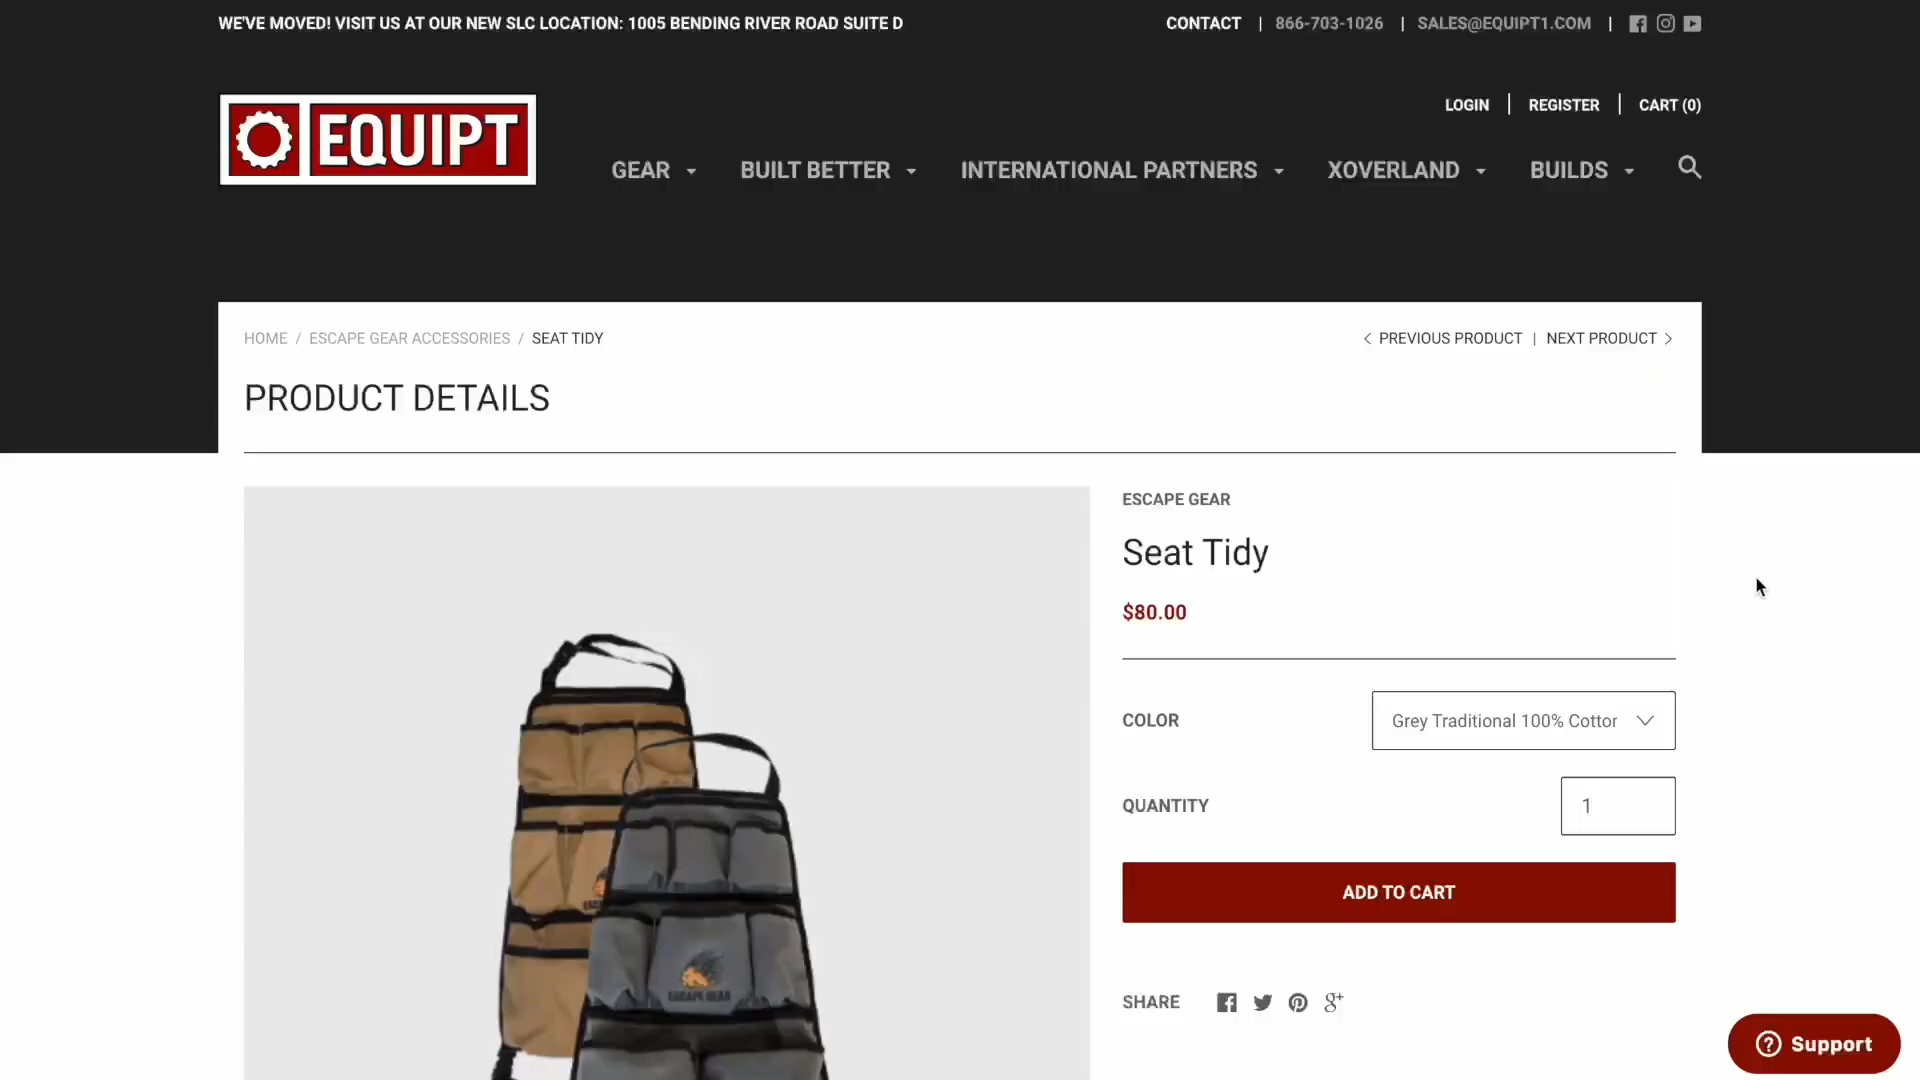 WE'VE MOVED! VISIT US AT OUR NEW SLC LOCATION: 1005 BENDING RIVER ROAD SUITE D
CONTACT | 866-703-1026 | SALES@EQUIPT1.COM |
LOGIN | REGISTER | CART (0)
EQUIPT
GEAR BUILT BETTER INTERNATIONAL PARTNERS XOVERLAND BUILDS
HOME / ESCAPE GEAR ACCESSORIES / SEAT TIDY
< PREVIOUS PRODUCT | NEXT PRODUCT >
PRODUCT DETAILS
ESCAPE GEAR
Seat Tidy
$80.00
COLOR Grey Traditional 100% Cottor
QUANTITY 1
ADD TO CART
SHARE
ESCAPE GEAR
Support